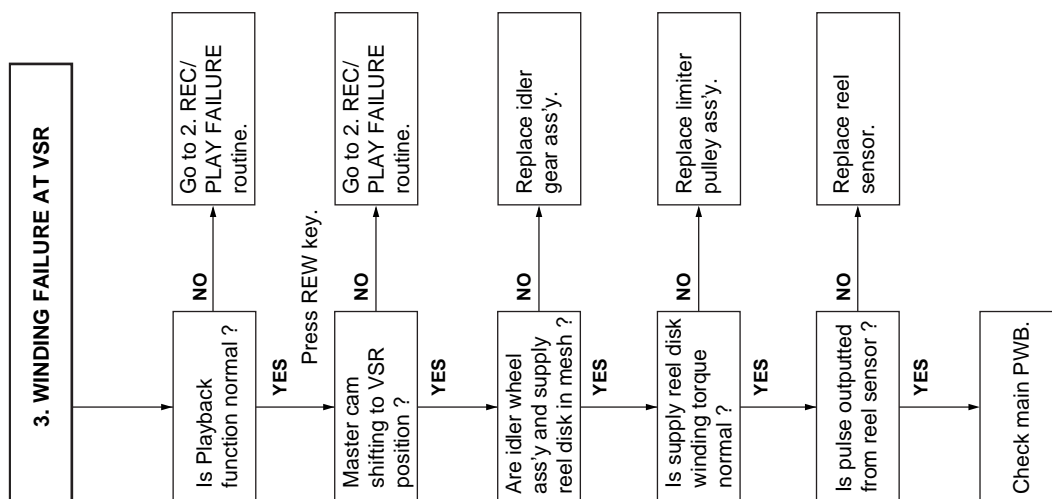 3. WINDING FAILURE AT VSR
Is Playback
function normal ?
NO
Go to 2. REC/
PLAY FAILURE
routine.
YES
Press REW key.
Master cam
shifting to VSR
position ?
NO
Go to 2. REC/
PLAY FAILURE
routine.
YES
Are idler wheel
ass'y and supply
reel disk in mesh ?
NO
Replace idler
gear ass'y.
YES
Is supply reel disk
winding torque
normal ?
NO
Replace limiter
pulley ass'y.
YES
Is pulse outputted
from reel sensor ?
NO
Replace reel
sensor.
YES
Check main PWB.